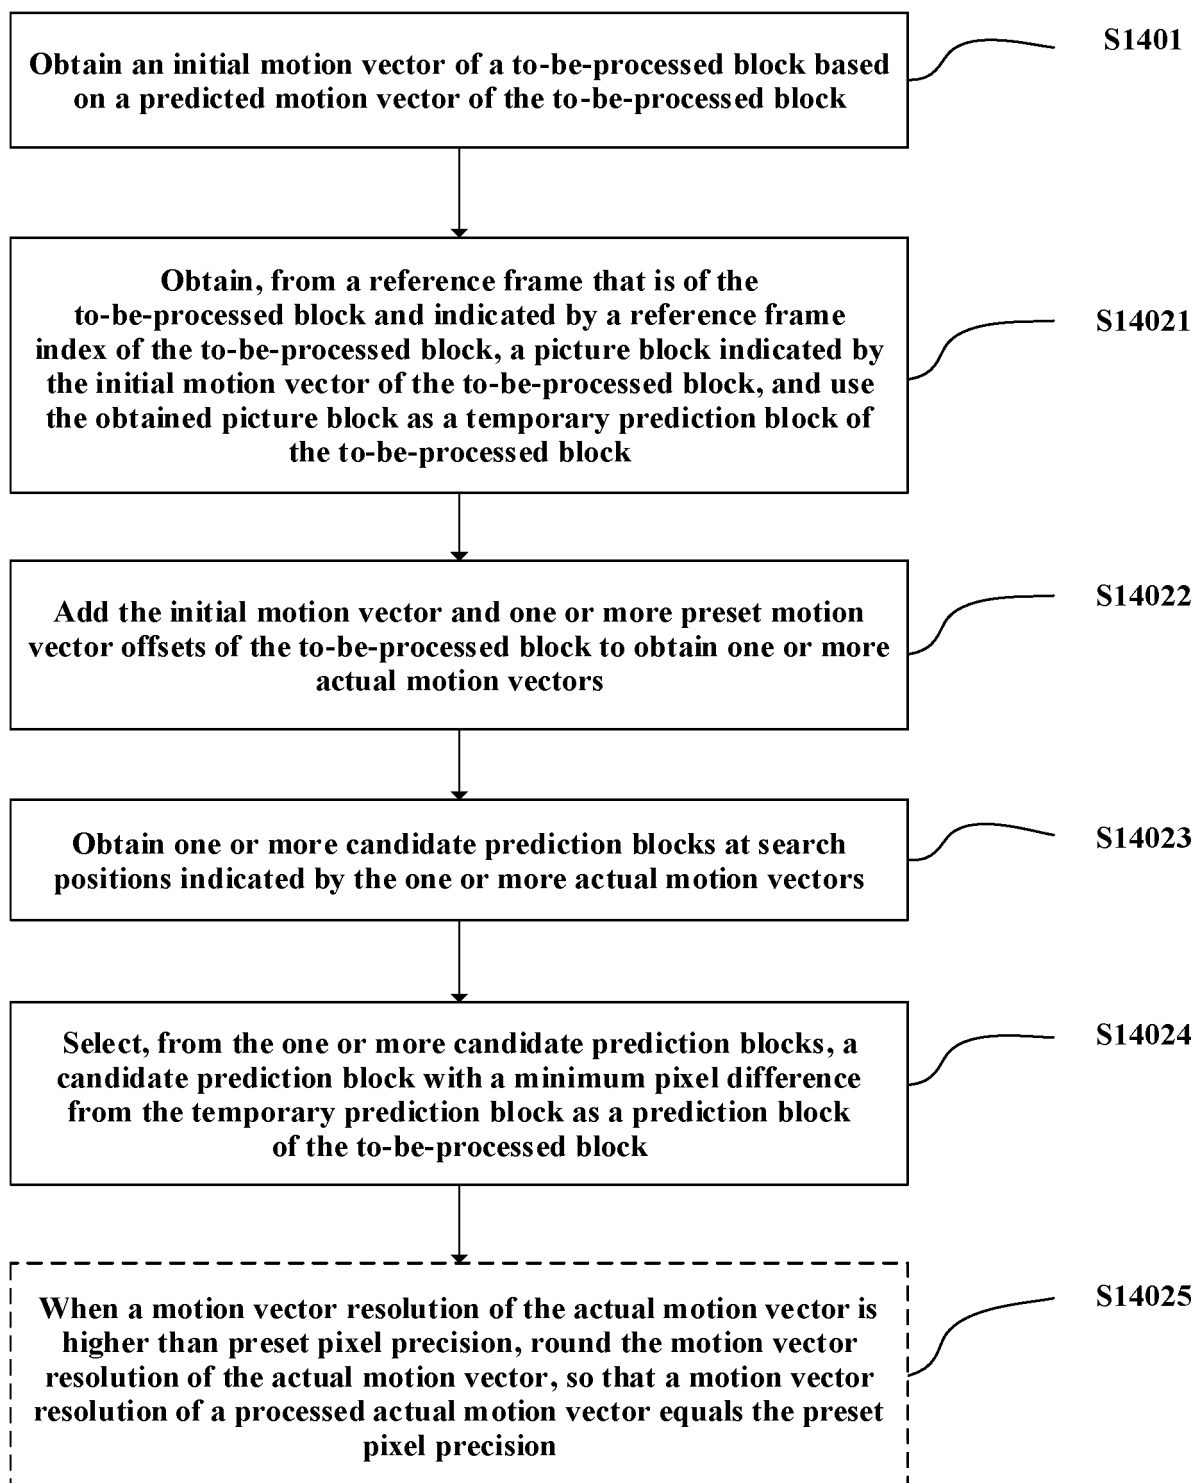 Obtain an initial motion vector of a to-be-processed block based
on a predicted motion vector of the to-be-processed block
S1401
Obtain, from a reference frame that is of the
to-be-processed block and indicated by a reference frame
index of the to-be-processed block, a picture block indicated by
the initial motion vector of the to-be-processed block, and use
the obtained picture block as a temporary prediction block of
the to-be-processed block
S14021
Add the initial motion vector and one or more preset motion
vector offsets of the to-be-processed block to obtain one or more
actual motion vectors
S14022
Obtain one or more candidate prediction blocks at search
positions indicated by the one or more actual motion vectors
S14023
Select, from the one or more candidate prediction blocks, a
candidate prediction block with a minimum pixel difference
from the temporary prediction block as a prediction block
of the to-be-processed block
S14024
When a motion vector resolution of the actual motion vector is
higher than preset pixel precision, round the motion vector
resolution of the actual motion vector, so that a motion vector
resolution of a processed actual motion vector equals the preset
pixel precision
S14025